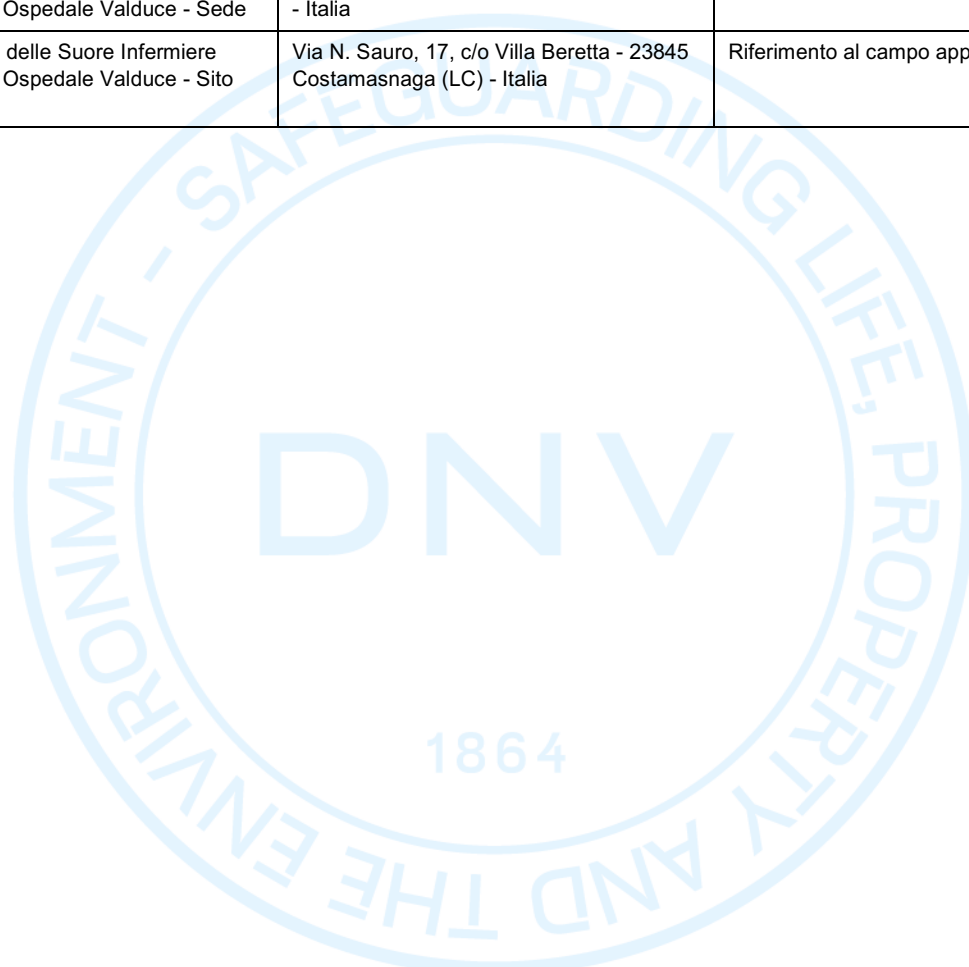 Ospedale Valduce - Sede
- Italia
delle Suore Infermiere
Ospedale Valduce - Sito
Via N. Sauro, 17, c/o Villa Beretta - 23845
Costamasnaga (LC) - Italia
Riferimento al campo app
SAFEGUARDING LIFE, PROPERTY AND THE ENVIRONMENT -
DNV
1864